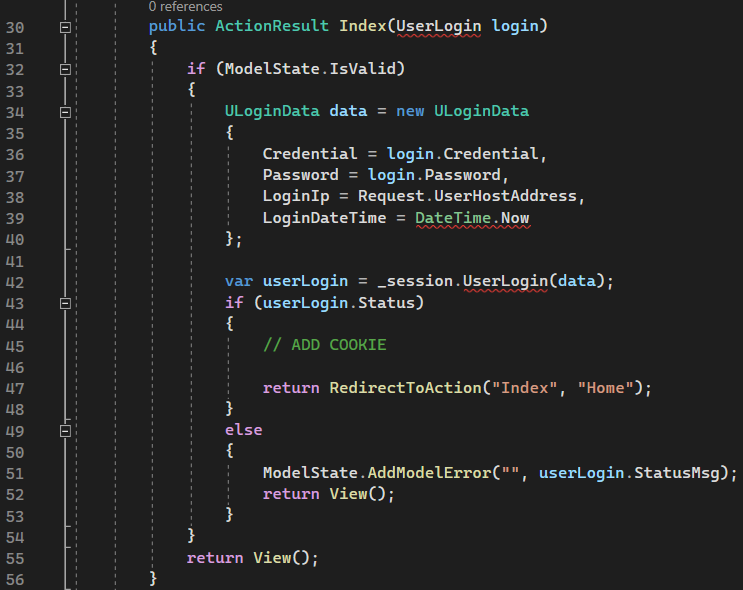 0 references
30 public ActionResult Index(UserLogin login)
31 {
32 if (ModelState.IsValid)
33 {
34 ULoginData data = new ULoginData
35 {
36 Credential = login.Credential,
37 Password = login.Password,
38 LoginIp = Request.UserHostAddress,
39 LoginDateTime = DateTime.Now
40 };
41
42 var userLogin = _session.UserLogin(data);
43 if (userLogin.Status)
44 {
45 // ADD COOKIE
46
47 return RedirectToAction("Index", "Home");
48 }
49 else
50 {
51 ModelState.AddModelError("", userLogin.StatusMsg);
52 return View();
53 }
54 }
55 return View();
56 }